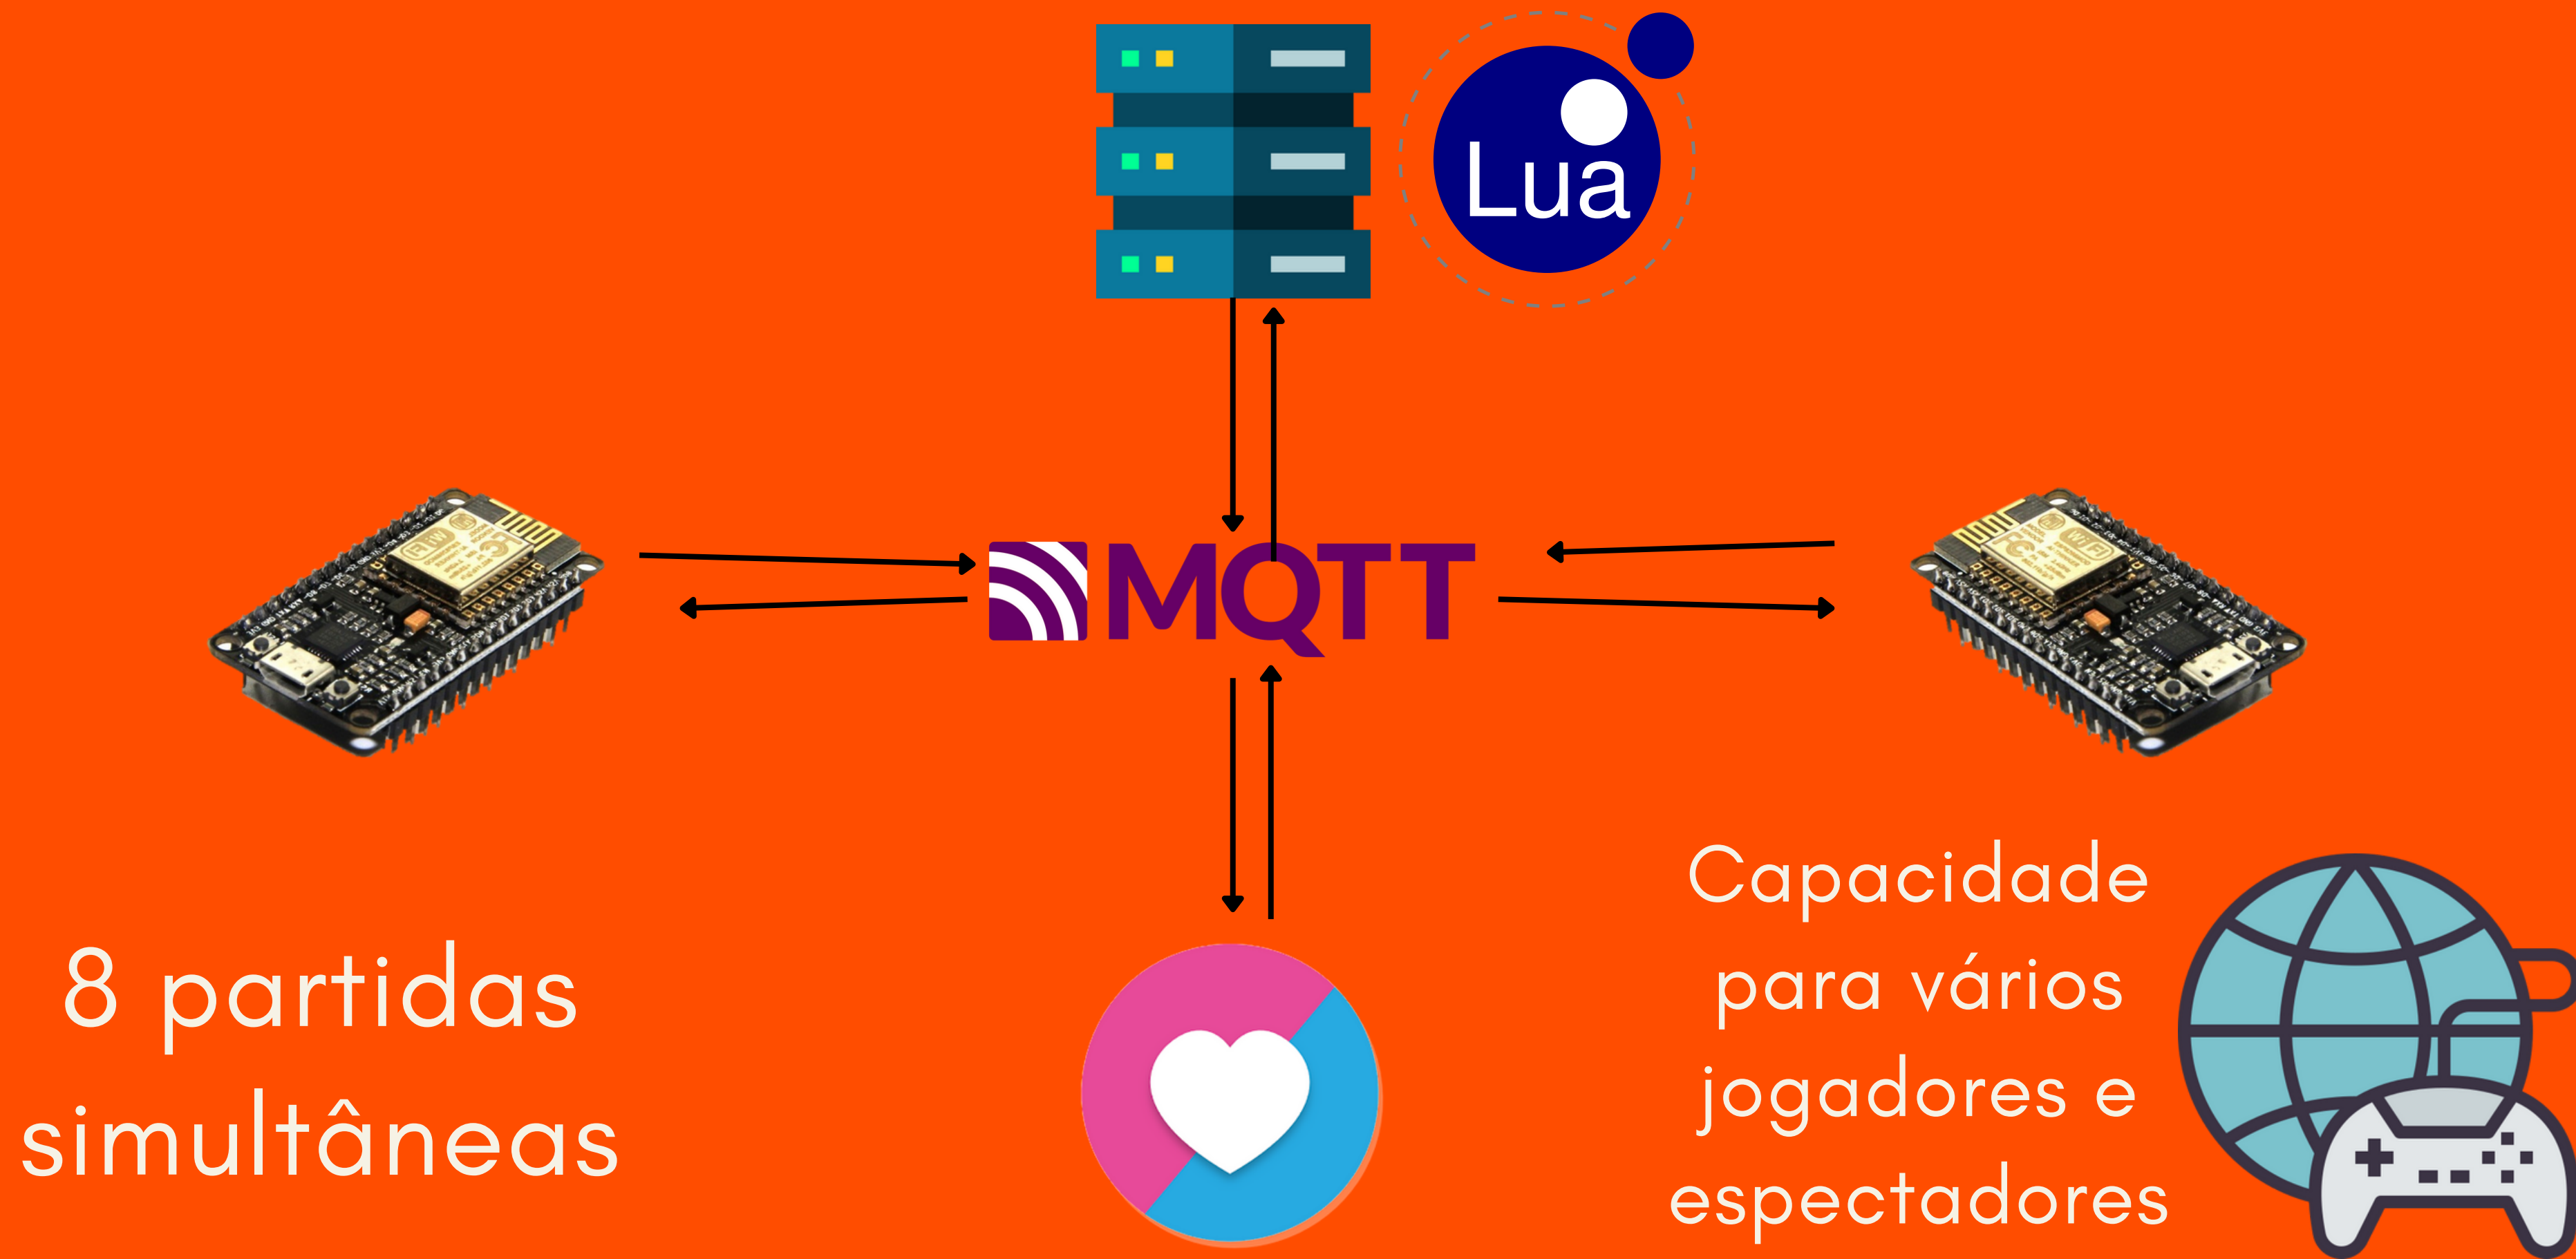 Lua
MQTT
8 partidas
simultâneas
Capacidade
para vários
jogadores e
espectadores